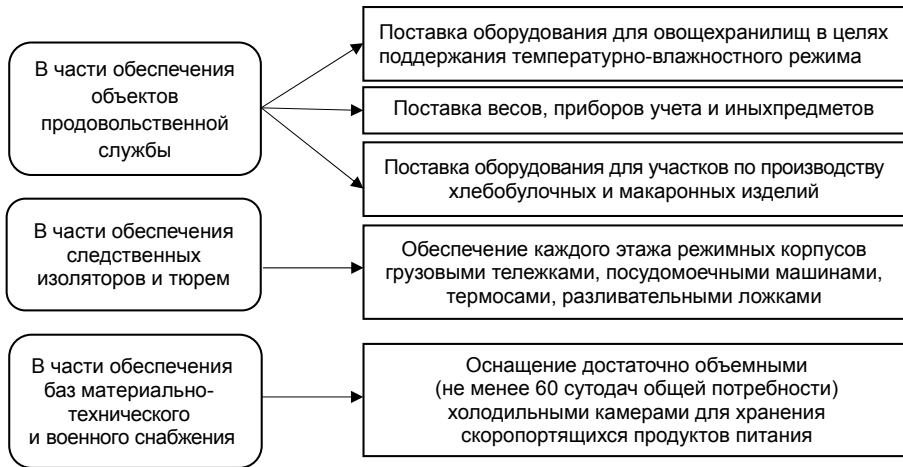 В части обеспечения
объектов
продовольственной
службы
Поставка оборудования для овощехранилищ в целях
поддержания температурно-влажностного режима
Поставка весов, приборов учета и иныхпредметов
Поставка оборудования для участков по производству
хлебобулочных и макаронных изделий
В части обеспечения
следственных
изоляторов и тюрем
Обеспечение каждого этажа режимных корпусов
грузовыми тележками, посудомоечными машинами,
термосами, разливательными ложками
В части обеспечения
баз материально-
технического
и военного снабжения
Оснащение достаточно объемными
(не менее 60 сутодач общей потребности)
холодильными камерами для хранения
скоропортящихся продуктов питания